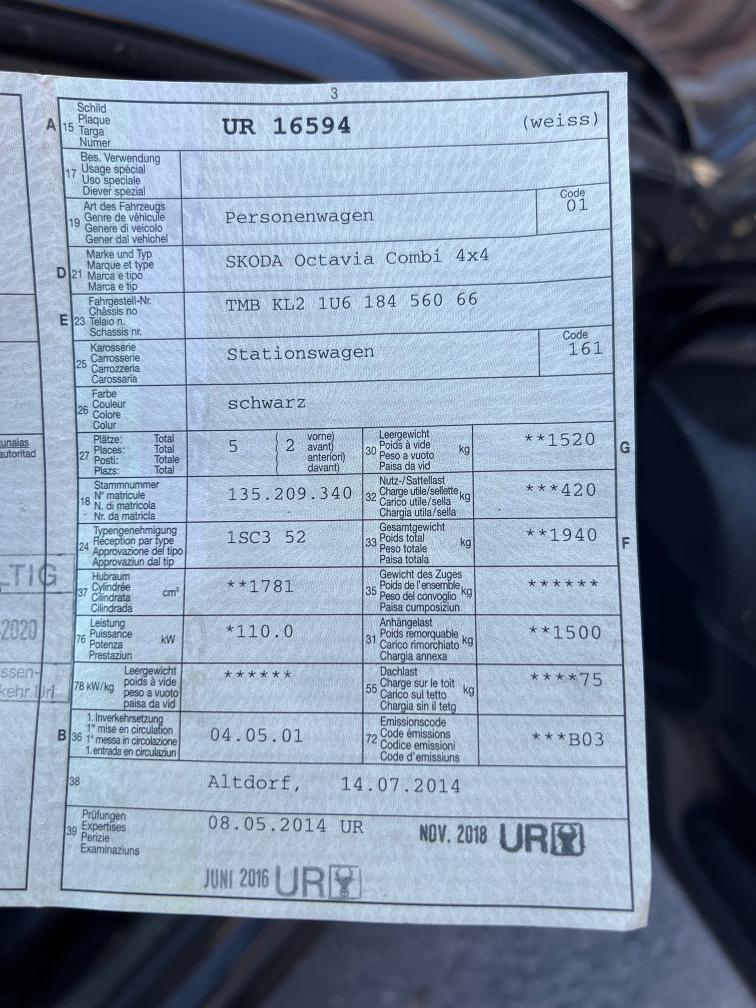 3
A 15 Schild
Plaque
Targa
Numer
UR 16594 (weiss)
17 Bes. Verwendung
Usage spécial
Uso speciale
Diever spezial
19 Art des Fahrzeugs
Genre de véhicule
Genere di veicolo
Gener dal vehichel
Personenwagen
Code
01
D 21 Marke und Typ
Marque et type
Marca e tipo
Marca e tip
SKODA Octavia Combi 4x4
E 23 Fahrgestell-Nr.
Châssis no
Telaio n.
Schassis nr.
TMB KL2 1U6 184 560 66
25 Karosserie
Carrosserie
Carrozzeria
Carossaria
Stationswagen
Code
161
26 Farbe
Couleur
Colore
Colur
schwarz
27 Plätze: Total
Places: Total
Posti: Totale
Plazs: Total
5 ( 2 vorne)
avant)
anteriori)
davant)
30 Leergewicht
Poids à vide kg
Peso a vuoto
Paisa da vid
**1520
G
18 Stammnummer
N° matricule
N. di matricola
Nr. da matricla
135.209.340
32 Nutz-/Sattellast
Charge utile/sellette kg
Carico utile/sella
Chargia utila/sella
***420
24 Typengenehmigung
Réception par type
Approvazione del tipo
Approvaziun dal tip
1SC3 52
33 Gesamtgewicht
Poids total kg
Peso totale
Paisa totala
**1940
F
37 Hubraum
Cylindrée cm³
Cilindrata
Cilindrada
**1781
35 Gewicht des Zuges
Poids de l'ensemble kg
Peso del convoglio
Paisa cumposiziun
******
76 Leistung
Puissance kW
Potenza
Prestaziun
*110.0
31 Anhängelast
Poids remorquable kg
Carico rimorchiato
Chargia annexa
**1500
78 kW/kg Leergewicht
poids à vide
peso a vuoto
paisa da vid
******
55 Dachlast
Charge sur le toit kg
Carico sul tetto
Chargia sin il tetg
****75
B 36 1. Inverkehrsetzung
1re mise en circulation
1a messa in circolazione
1. entrada en circulaziun
04.05.01
72 Emissionscode
Code émissions
Codice emissioni
Code d'emissiuns
***B03
38 Altdorf, 14.07.2014
39 Prüfungen
Expertises
Perizie
Examinaziuns
08.05.2014 UR
NOV. 2018 UR
JUNI 2016 UR
unalas
autoritad
LTIG
2020
ssen-
kehr Uri